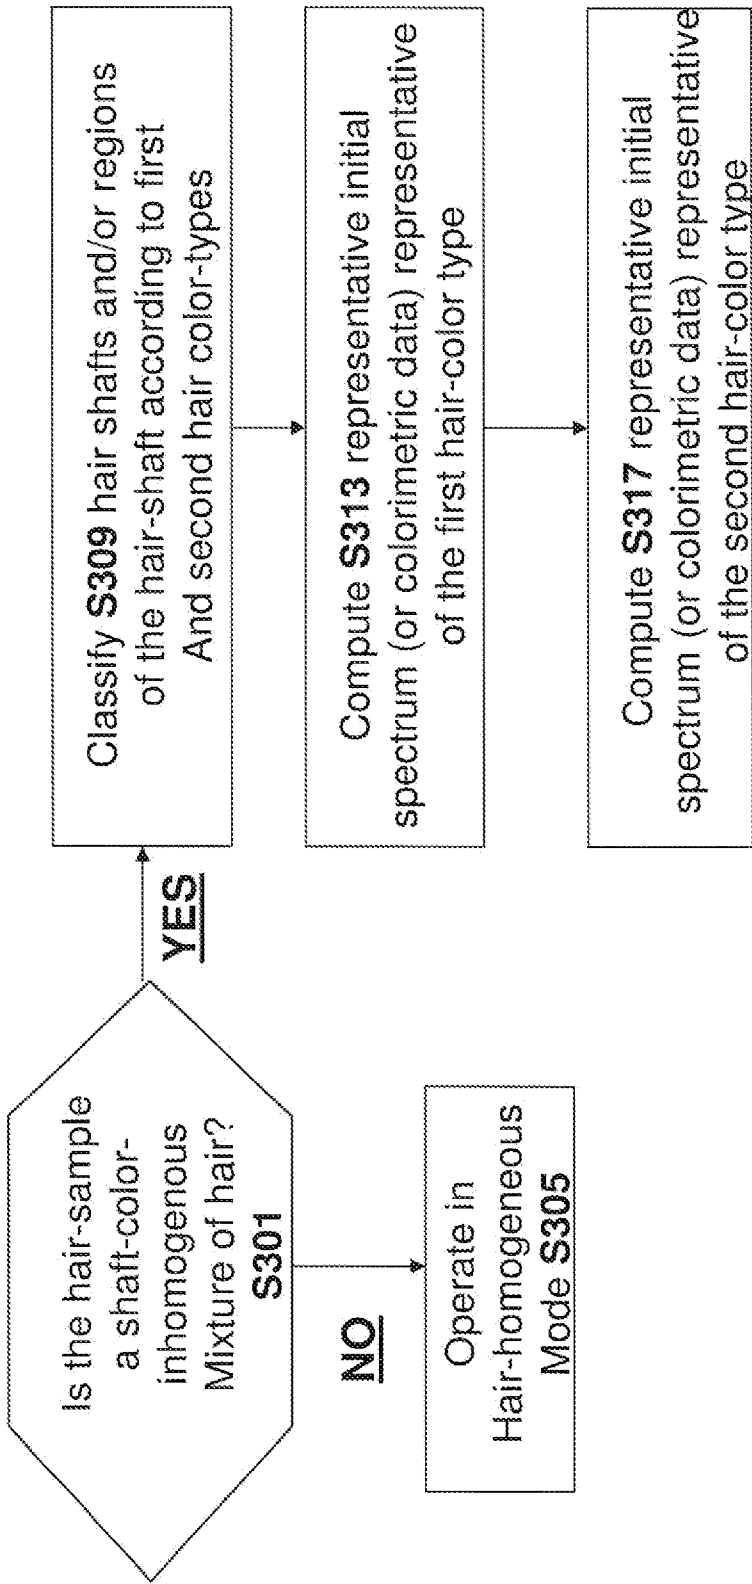 Is the hair-sample
a shaft-color-
inhomogenous
Mixture of hair?
S301
YES
NO
Operate in
Hair-homogeneous
Mode S305
Classify S309 hair shafts and/or regions
of the hair-shaft according to first
And second hair color-types
Compute S313 representative initial
spectrum (or colorimetric data) representative
of the first hair-color type
Compute S317 representative initial
spectrum (or colorimetric data) representative
of the second hair-color type